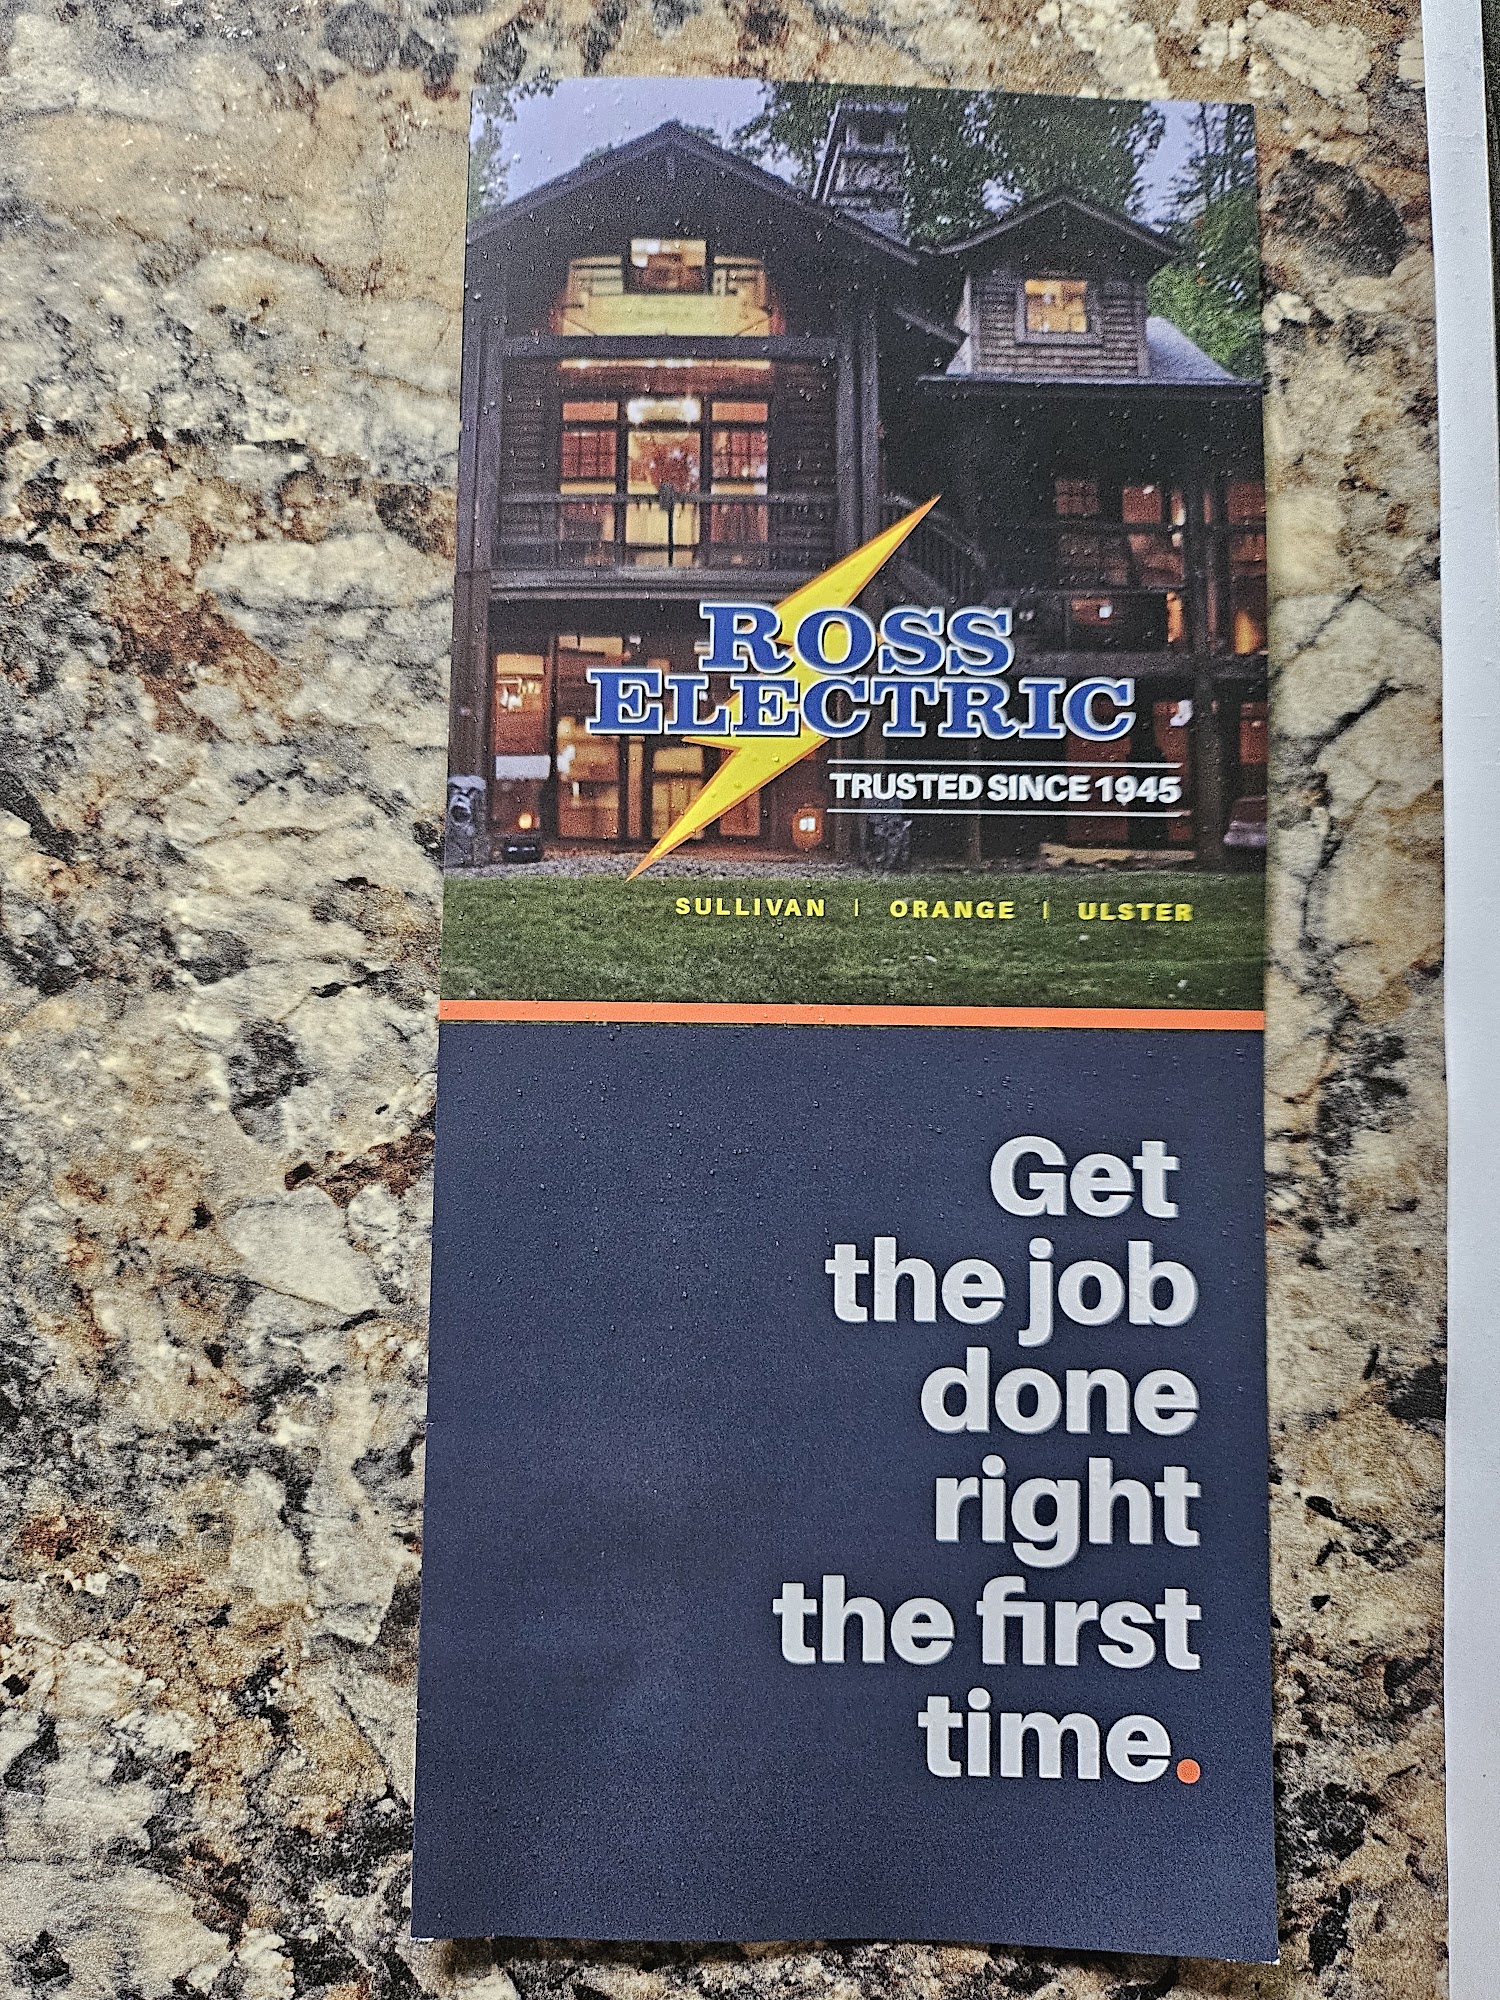 ROSS
ELECTRIC
TRUSTED SINCE 1945
SULLIVAN | ORANGE | ULSTER
Get
the job
done
right
the first
time.